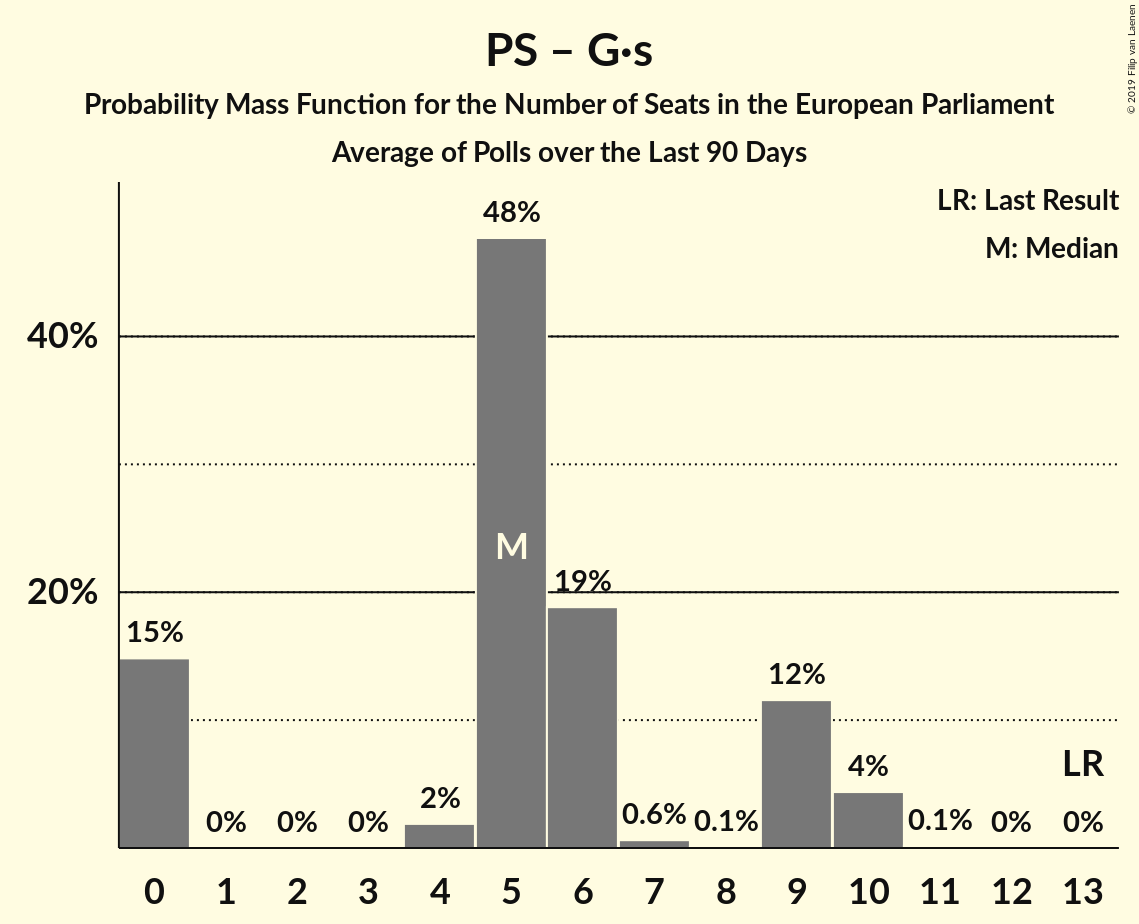 PS – G·s
Probability Mass Function for the Number of Seats in the European Parliament
Average of Polls over the Last 90 Days
© 2019 Filip van Laenen
LR: Last Result
M: Median
40%
20%
15%
0%
0%
0%
2%
48%
M
19%
0.6%
0.1%
12%
4%
0.1%
0%
LR
0%
0 1 2 3 4 5 6 7 8 9 10 11 12 13